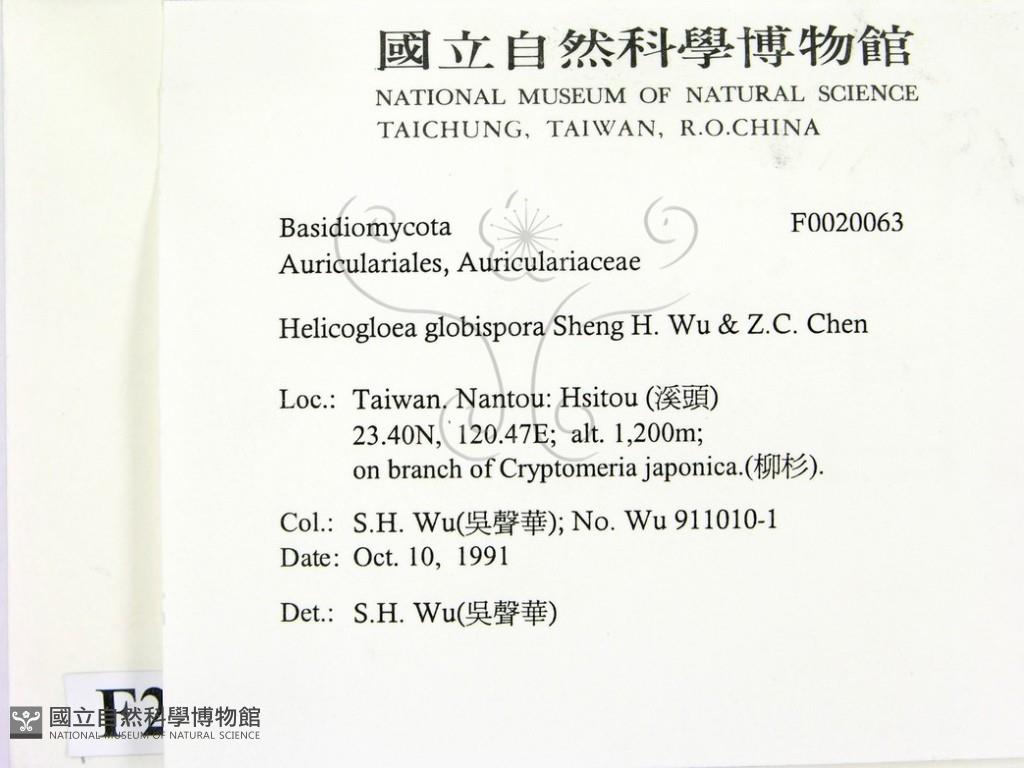 國立自然科學博物館
NATIONAL MUSEUM OF NATURAL SCIENCE
TAICHUNG, TAIWAN, R.O.CHINA
Basidiomycota F0020063
Auriculariales, Auriculariaceae
Helicogloea globispora Sheng H. Wu & Z.C. Chen
Loc.: Taiwan. Nantou: Hsitou (溪頭)
23.40N, 120.47E; alt. 1,200m;
on branch of Cryptomeria japonica.(柳杉).
Col.: S.H. Wu(吳聲華); No. Wu 911010-1
Date: Oct. 10, 1991
Det.: S.H. Wu(吳聲華)
F2
國立自然科學博物館
NATIONAL MUSEUM OF NATURAL SCIENCE